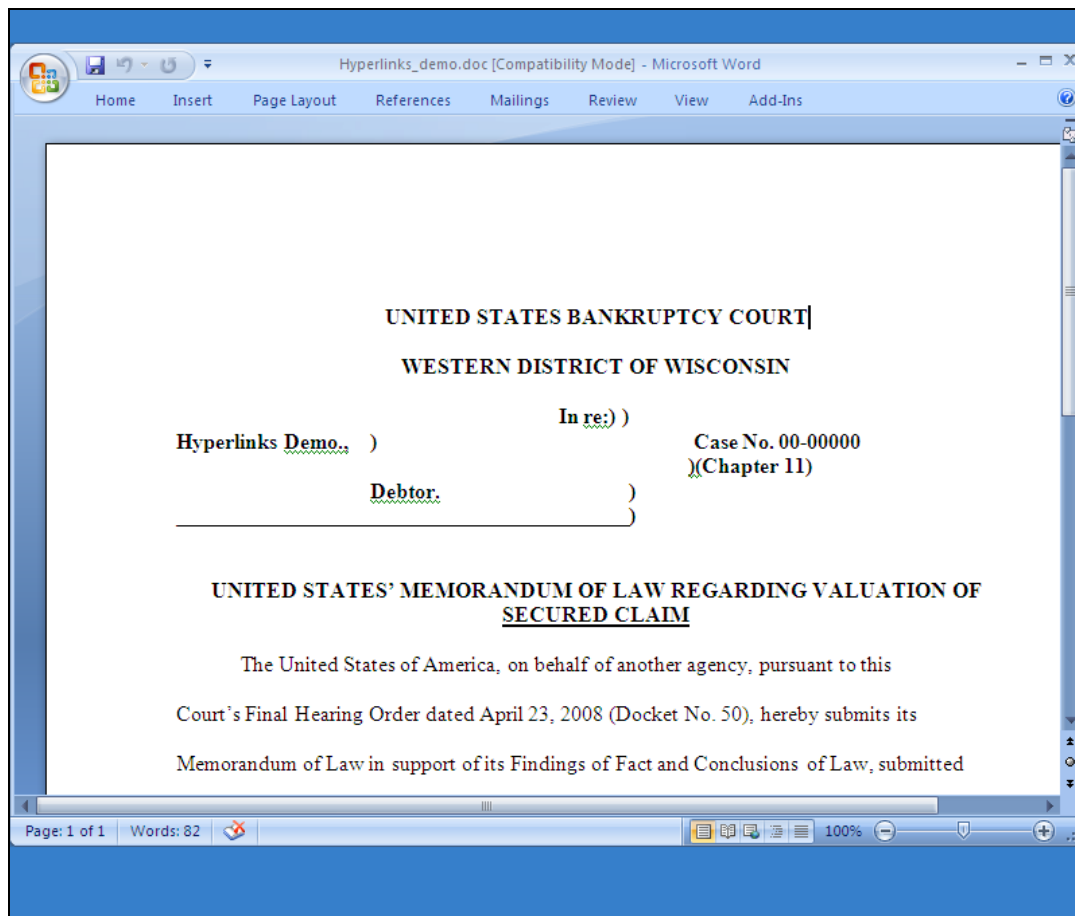 Hyperlinks_demo.doc [Compatibility Mode] - Microsoft Word
Home Insert Page Layout References Mailings Review View Add-Ins
UNITED STATES BANKRUPTCY COURT
WESTERN DISTRICT OF WISCONSIN
In re:) )
Hyperlinks Demo., ) Case No. 00-00000
)(Chapter 11)
Debtor. )
)
UNITED STATES’ MEMORANDUM OF LAW REGARDING VALUATION OF
SECURED CLAIM
The United States of America, on behalf of another agency, pursuant to this
Court’s Final Hearing Order dated April 23, 2008 (Docket No. 50), hereby submits its
Memorandum of Law in support of its Findings of Fact and Conclusions of Law, submitted
Page: 1 of 1 Words: 82 100%